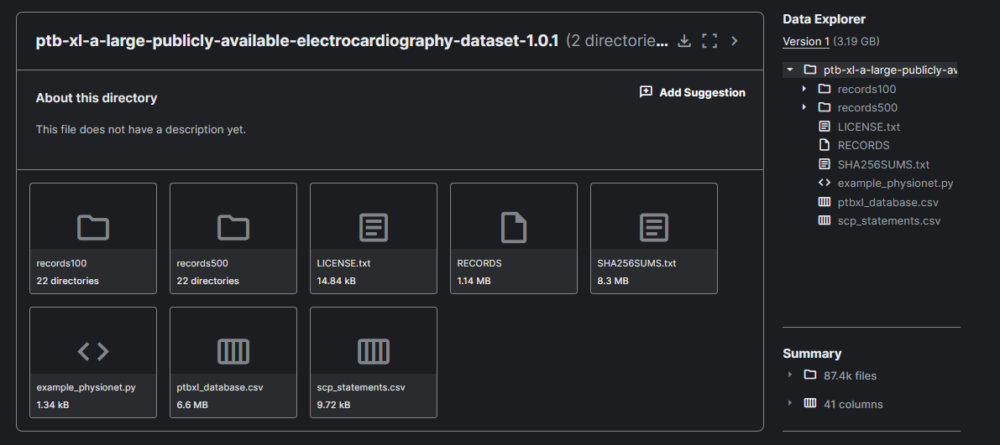 ptb-xl-a-large-publicly-available-electrocardiography-dataset-1.0.1 (2 directorie...
About this directory
Add Suggestion
This file does not have a description yet.
records100
22 directories
records500
22 directories
LICENSE.txt
14.84 kB
RECORDS
1.14 MB
SHA256SUMS.txt
8.3 MB
example_physionet.py
1.34 kB
ptbxl_database.csv
6.6 MB
scp_statements.csv
9.72 kB
Data Explorer
Version 1 (3.19 GB)
ptb-xl-a-large-publicly-av
records100
records500
LICENSE.txt
RECORDS
SHA256SUMS.txt
example_physionet.py
ptbxl_database.csv
scp_statements.csv
Summary
87.4k files
41 columns